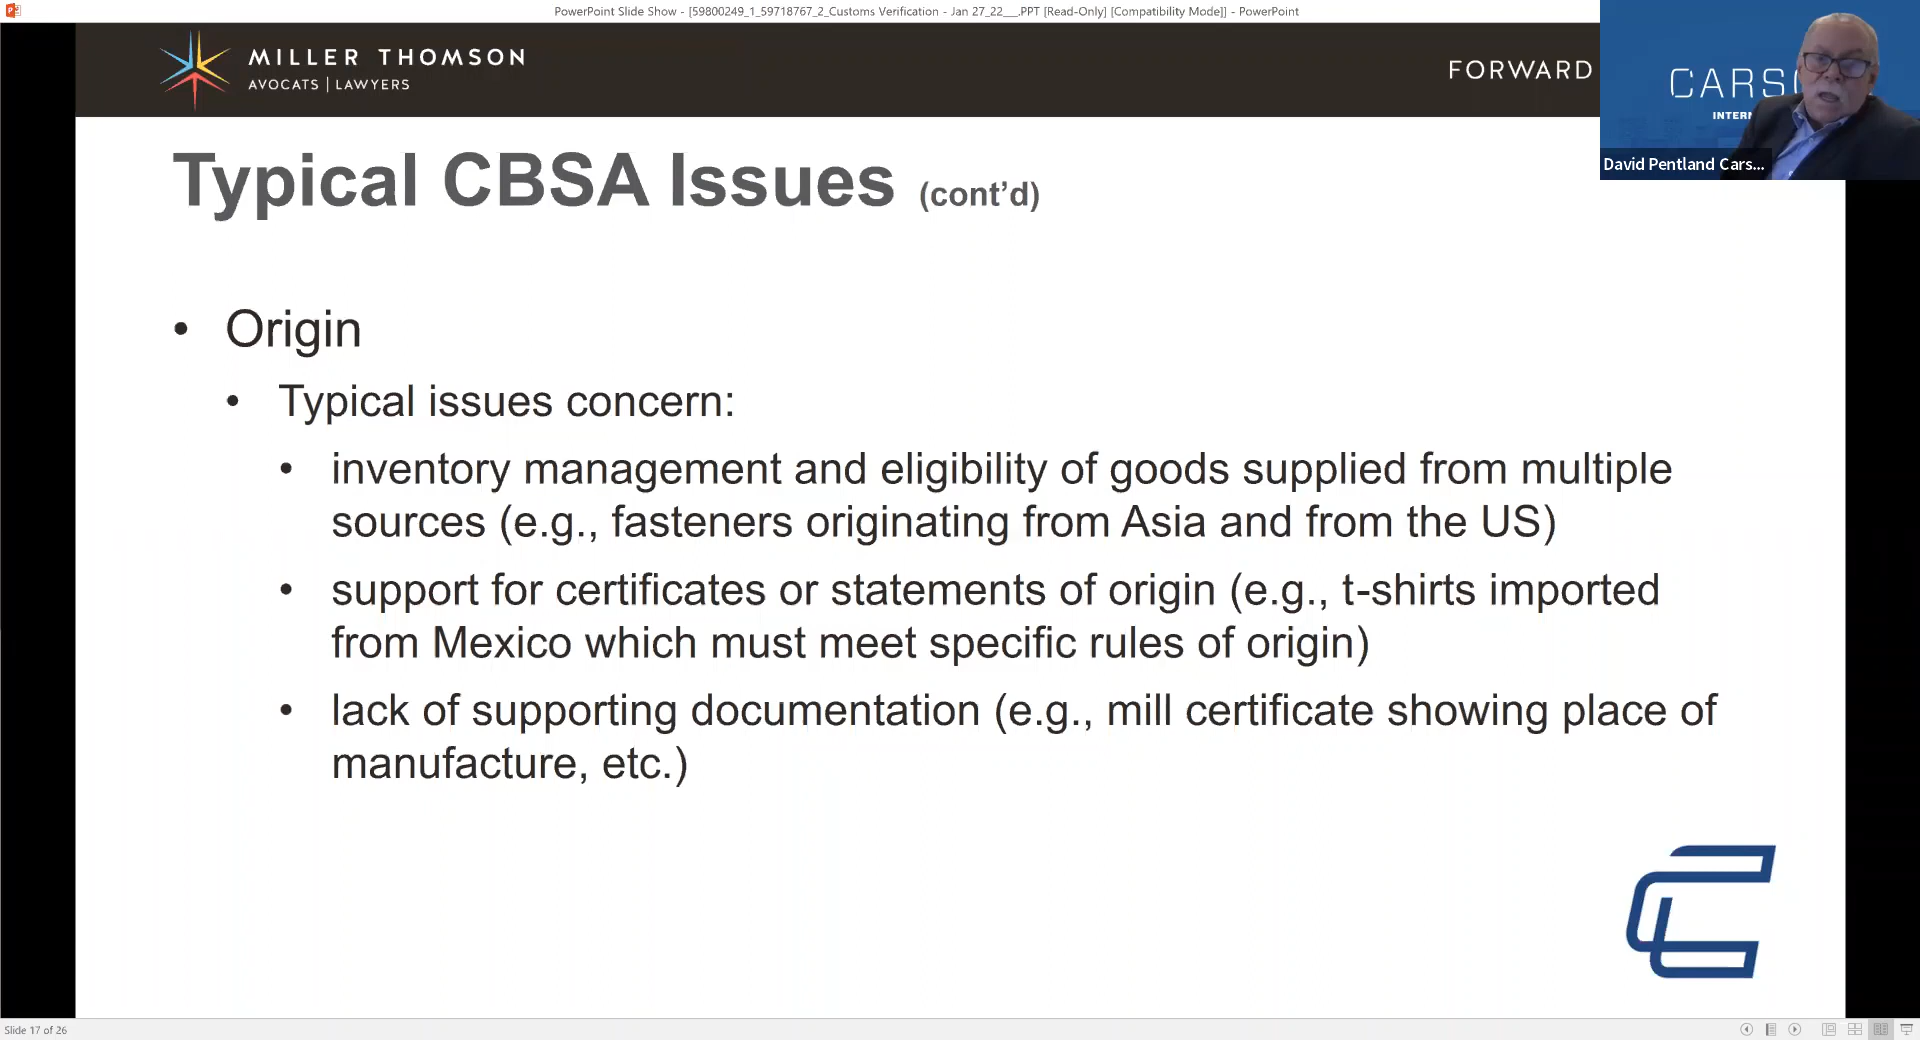 PowerPoint Slide Show - [59800249_1_59718767_2_Customs Verification - Jan 27_22___.PPT [Read-Only] [Compatibility Mode]] - PowerPoint
MILLER THOMSON
AVOCATS | LAWYERS
FORWARD
CARS
INTERN
David Pentland Cars...
Typical CBSA Issues (cont’d)
• Origin
• Typical issues concern:
• inventory management and eligibility of goods supplied from multiple
sources (e.g., fasteners originating from Asia and from the US)
• support for certificates or statements of origin (e.g., t-shirts imported
from Mexico which must meet specific rules of origin)
• lack of supporting documentation (e.g., mill certificate showing place of
manufacture, etc.)
Slide 17 of 26